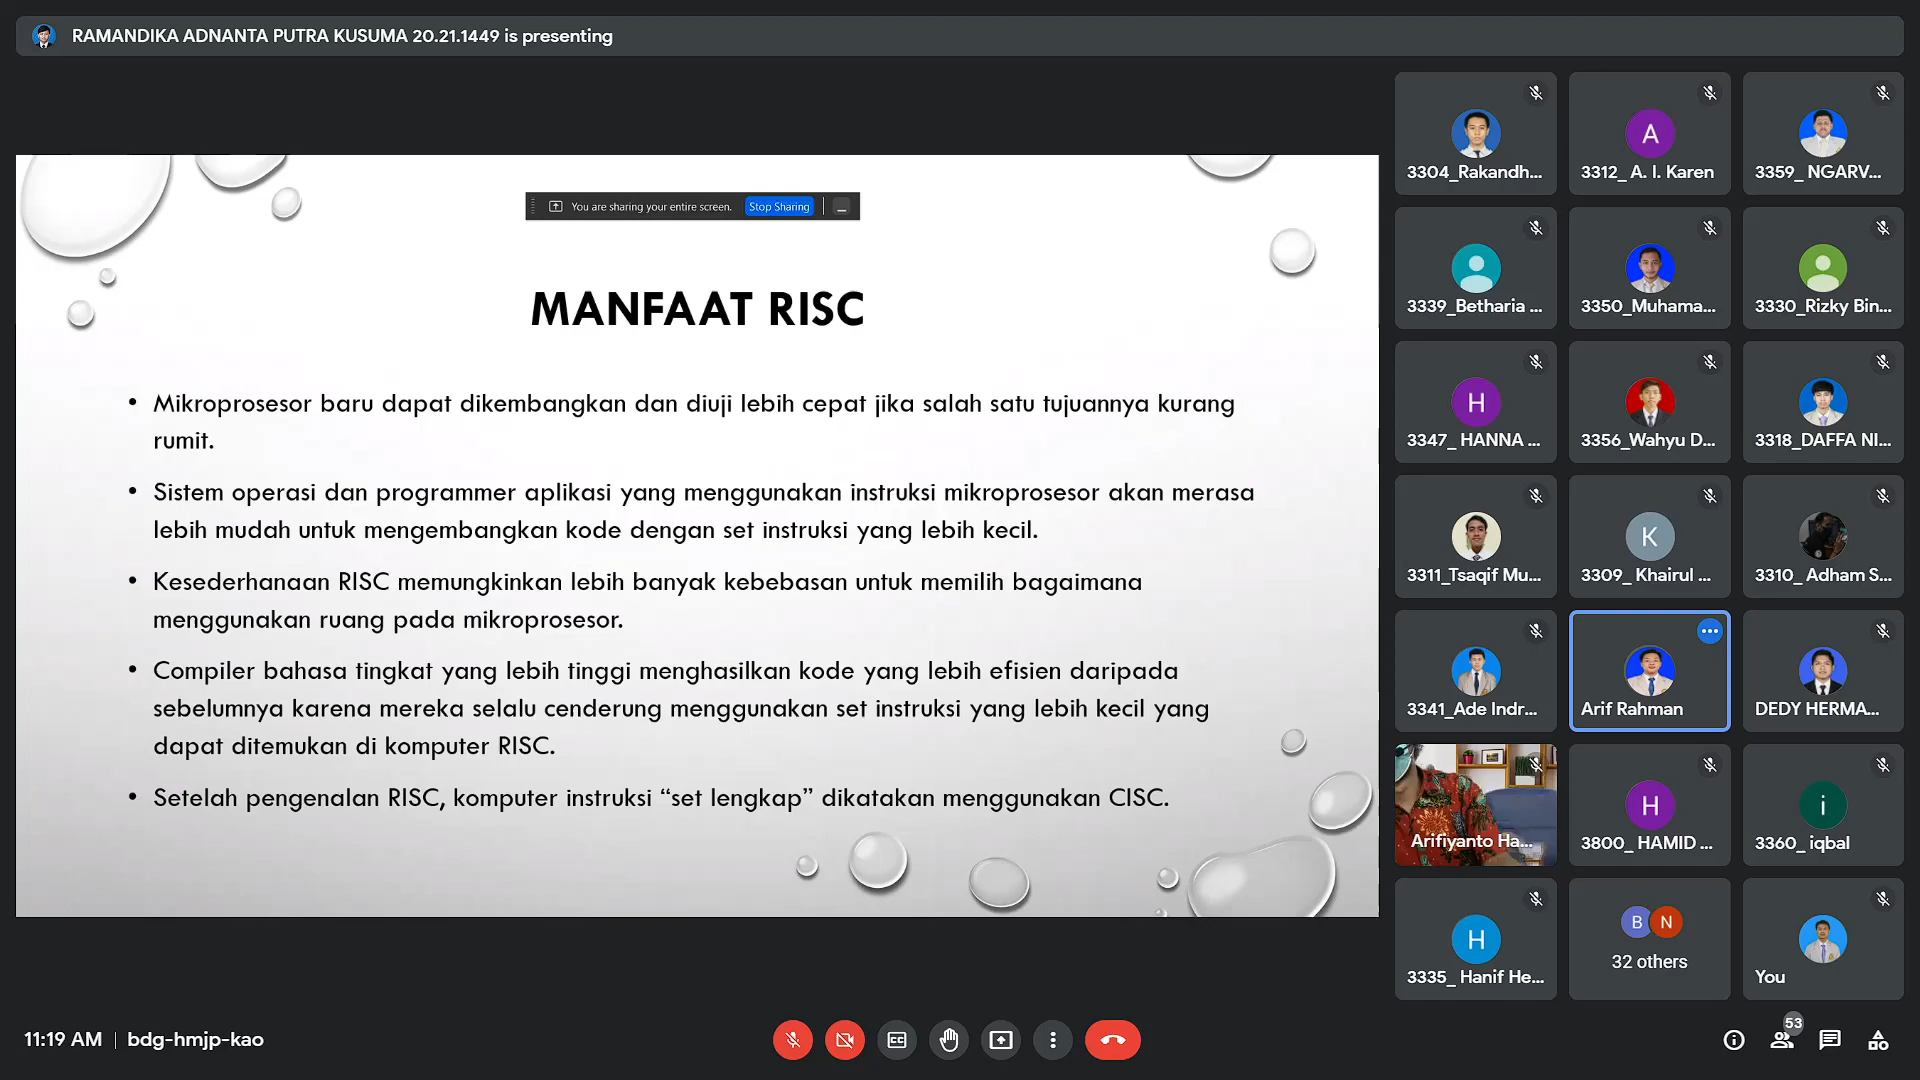 RAMANDIKA ADNANTA PUTRA KUSUMA 20.21.1449 is presenting
You are sharing your entire screen. Stop Sharing
MANFAAT RISC
• Mikroprosesor baru dapat dikembangkan dan diuji lebih cepat jika salah satu tujuannya kurang
rumit.
• Sistem operasi dan programmer aplikasi yang menggunakan instruksi mikroprosesor akan merasa
lebih mudah untuk mengembangkan kode dengan set instruksi yang lebih kecil.
• Kesederhanaan RISC memungkinkan lebih banyak kebebasan untuk memilih bagaimana
menggunakan ruang pada mikroprosesor.
• Compiler bahasa tingkat yang lebih tinggi menghasilkan kode yang lebih efisien daripada
sebelumnya karena mereka selalu cenderung menggunakan set instruksi yang lebih kecil yang
dapat ditemukan di komputer RISC.
• Setelah pengenalan RISC, komputer instruksi “set lengkap” dikatakan menggunakan CISC.
3304_Rakandh...
A
3312_ A. I. Karen
3359_ NGARV...
3339_Betharia ...
3350_Muhama...
3330_Rizky Bin...
H
3347_ HANNA ...
3356_Wahyu D...
3318_DAFFA NI...
3311_Tsaqif Mu...
K
3309_ Khairul ...
3310_ Adham S...
3341_Ade Indr...
Arif Rahman
DEDY HERMA...
Arifiyanto Ha...
H
3800_ HAMID ...
i
3360_ iqbal
H
3335_ Hanif He...
B N
32 others
You
11:19 AM | bdg-hmjp-kao
CC
53